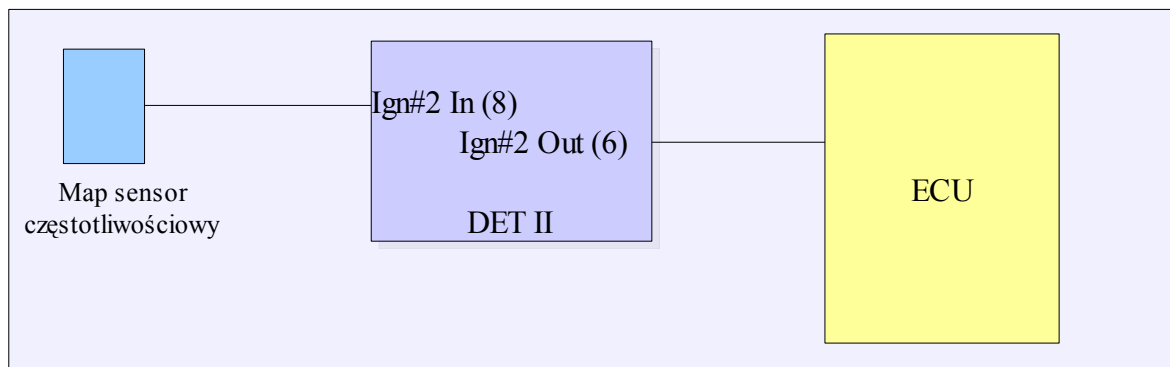 Ign#2 In (8)
Ign#2 Out (6)
Map sensor
częstotliwościowy
DET II
ECU